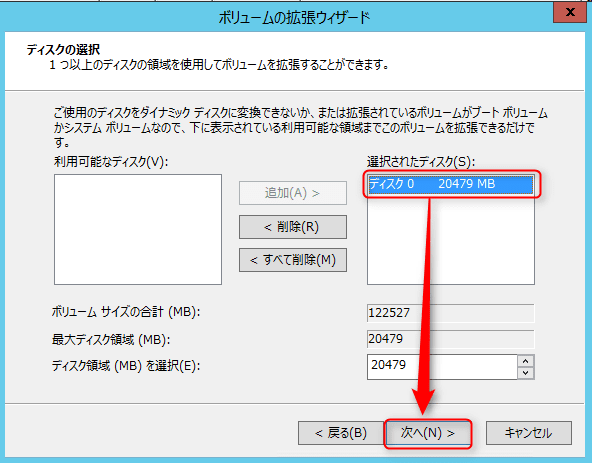 ボリュームの拡張ウィザード
x
ディスクの選択
1 つ以上のディスクの領域を使用してボリュームを拡張することができます。
ご使用のディスクをダイナミック ディスクに変換できないか、または拡張されているボリュームがブート ボリューム
かシステム ボリュームなので、下に表示されている利用可能な領域までこのボリュームを拡張できるだけで
す。
利用可能なディスク(V):
選択されたディスク(S):
追加(A) >
ディスク 0 20479 MB
< 削除(R)
< すべて削除(M)
ボリューム サイズの合計 (MB): 122527
最大ディスク領域 (MB): 20479
ディスク領域 (MB) を選択(E): 20479
< 戻る(B) 次へ(N) > キャンセル